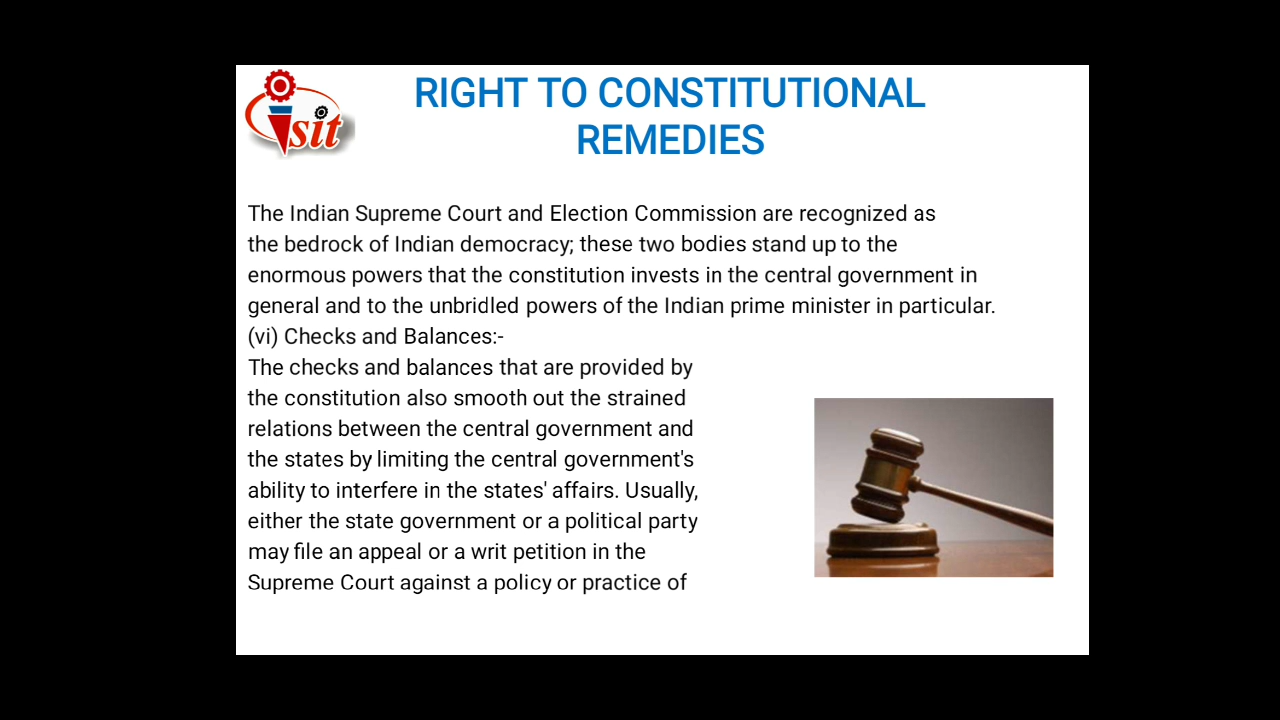 isit
RIGHT TO CONSTITUTIONAL
REMEDIES
The Indian Supreme Court and Election Commission are recognized as
the bedrock of Indian democracy; these two bodies stand up to the
enormous powers that the constitution invests in the central government in
general and to the unbridled powers of the Indian prime minister in particular.
(vi) Checks and Balances:-
The checks and balances that are provided by
the constitution also smooth out the strained
relations between the central government and
the states by limiting the central government's
ability to interfere in the states' affairs. Usually,
either the state government or a political party
may file an appeal or a writ petition in the
Supreme Court against a policy or practice of